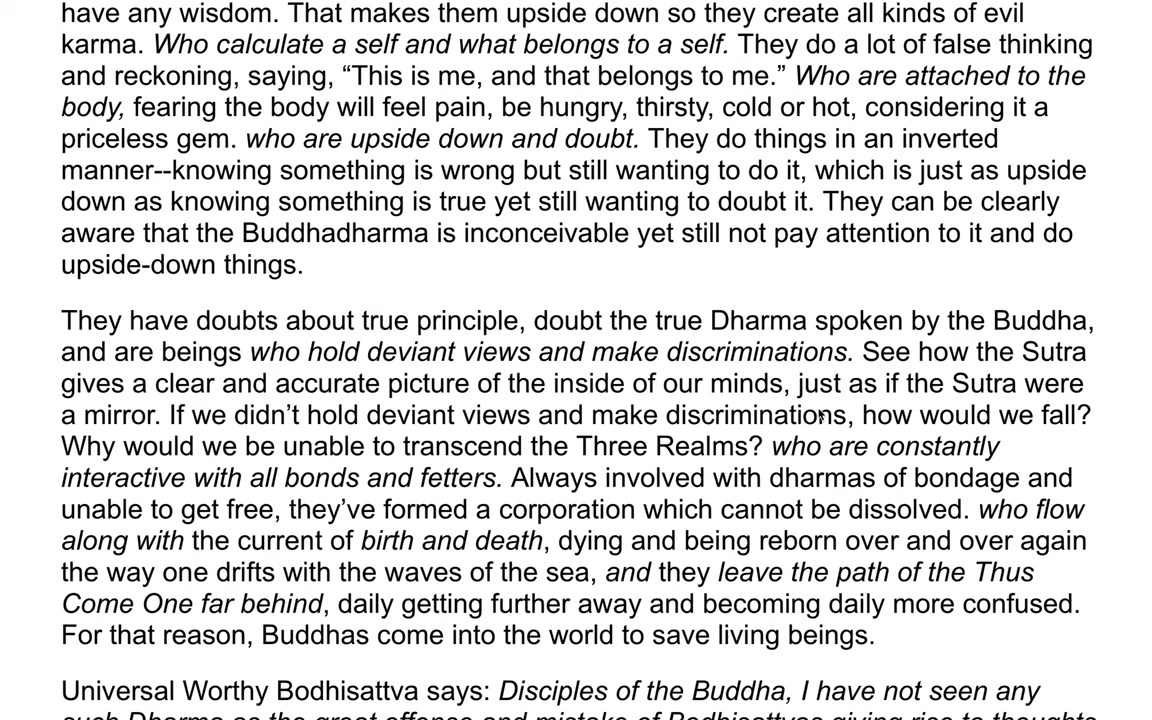 have any wisdom. That makes them upside down so they create all kinds of evil
karma. Who calculate a self and what belongs to a self. They do a lot of false thinking
and reckoning, saying, “This is me, and that belongs to me.” Who are attached to the
body, fearing the body will feel pain, be hungry, thirsty, cold or hot, considering it a
priceless gem. who are upside down and doubt. They do things in an inverted
manner--knowing something is wrong but still wanting to do it, which is just as upside
down as knowing something is true yet still wanting to doubt it. They can be clearly
aware that the Buddhadharma is inconceivable yet still not pay attention to it and do
upside-down things.
They have doubts about true principle, doubt the true Dharma spoken by the Buddha,
and are beings who hold deviant views and make discriminations. See how the Sutra
gives a clear and accurate picture of the inside of our minds, just as if the Sutra were
a mirror. If we didn’t hold deviant views and make discriminations, how would we fall?
Why would we be unable to transcend the Three Realms? who are constantly
interactive with all bonds and fetters. Always involved with dharmas of bondage and
unable to get free, they’ve formed a corporation which cannot be dissolved. who flow
along with the current of birth and death, dying and being reborn over and over again
the way one drifts with the waves of the sea, and they leave the path of the Thus
Come One far behind, daily getting further away and becoming daily more confused.
For that reason, Buddhas come into the world to save living beings.
Universal Worthy Bodhisattva says: Disciples of the Buddha, I have not seen any
such Dharma as the great offense and mistake of Bodhisattvas giving rise to thoughts